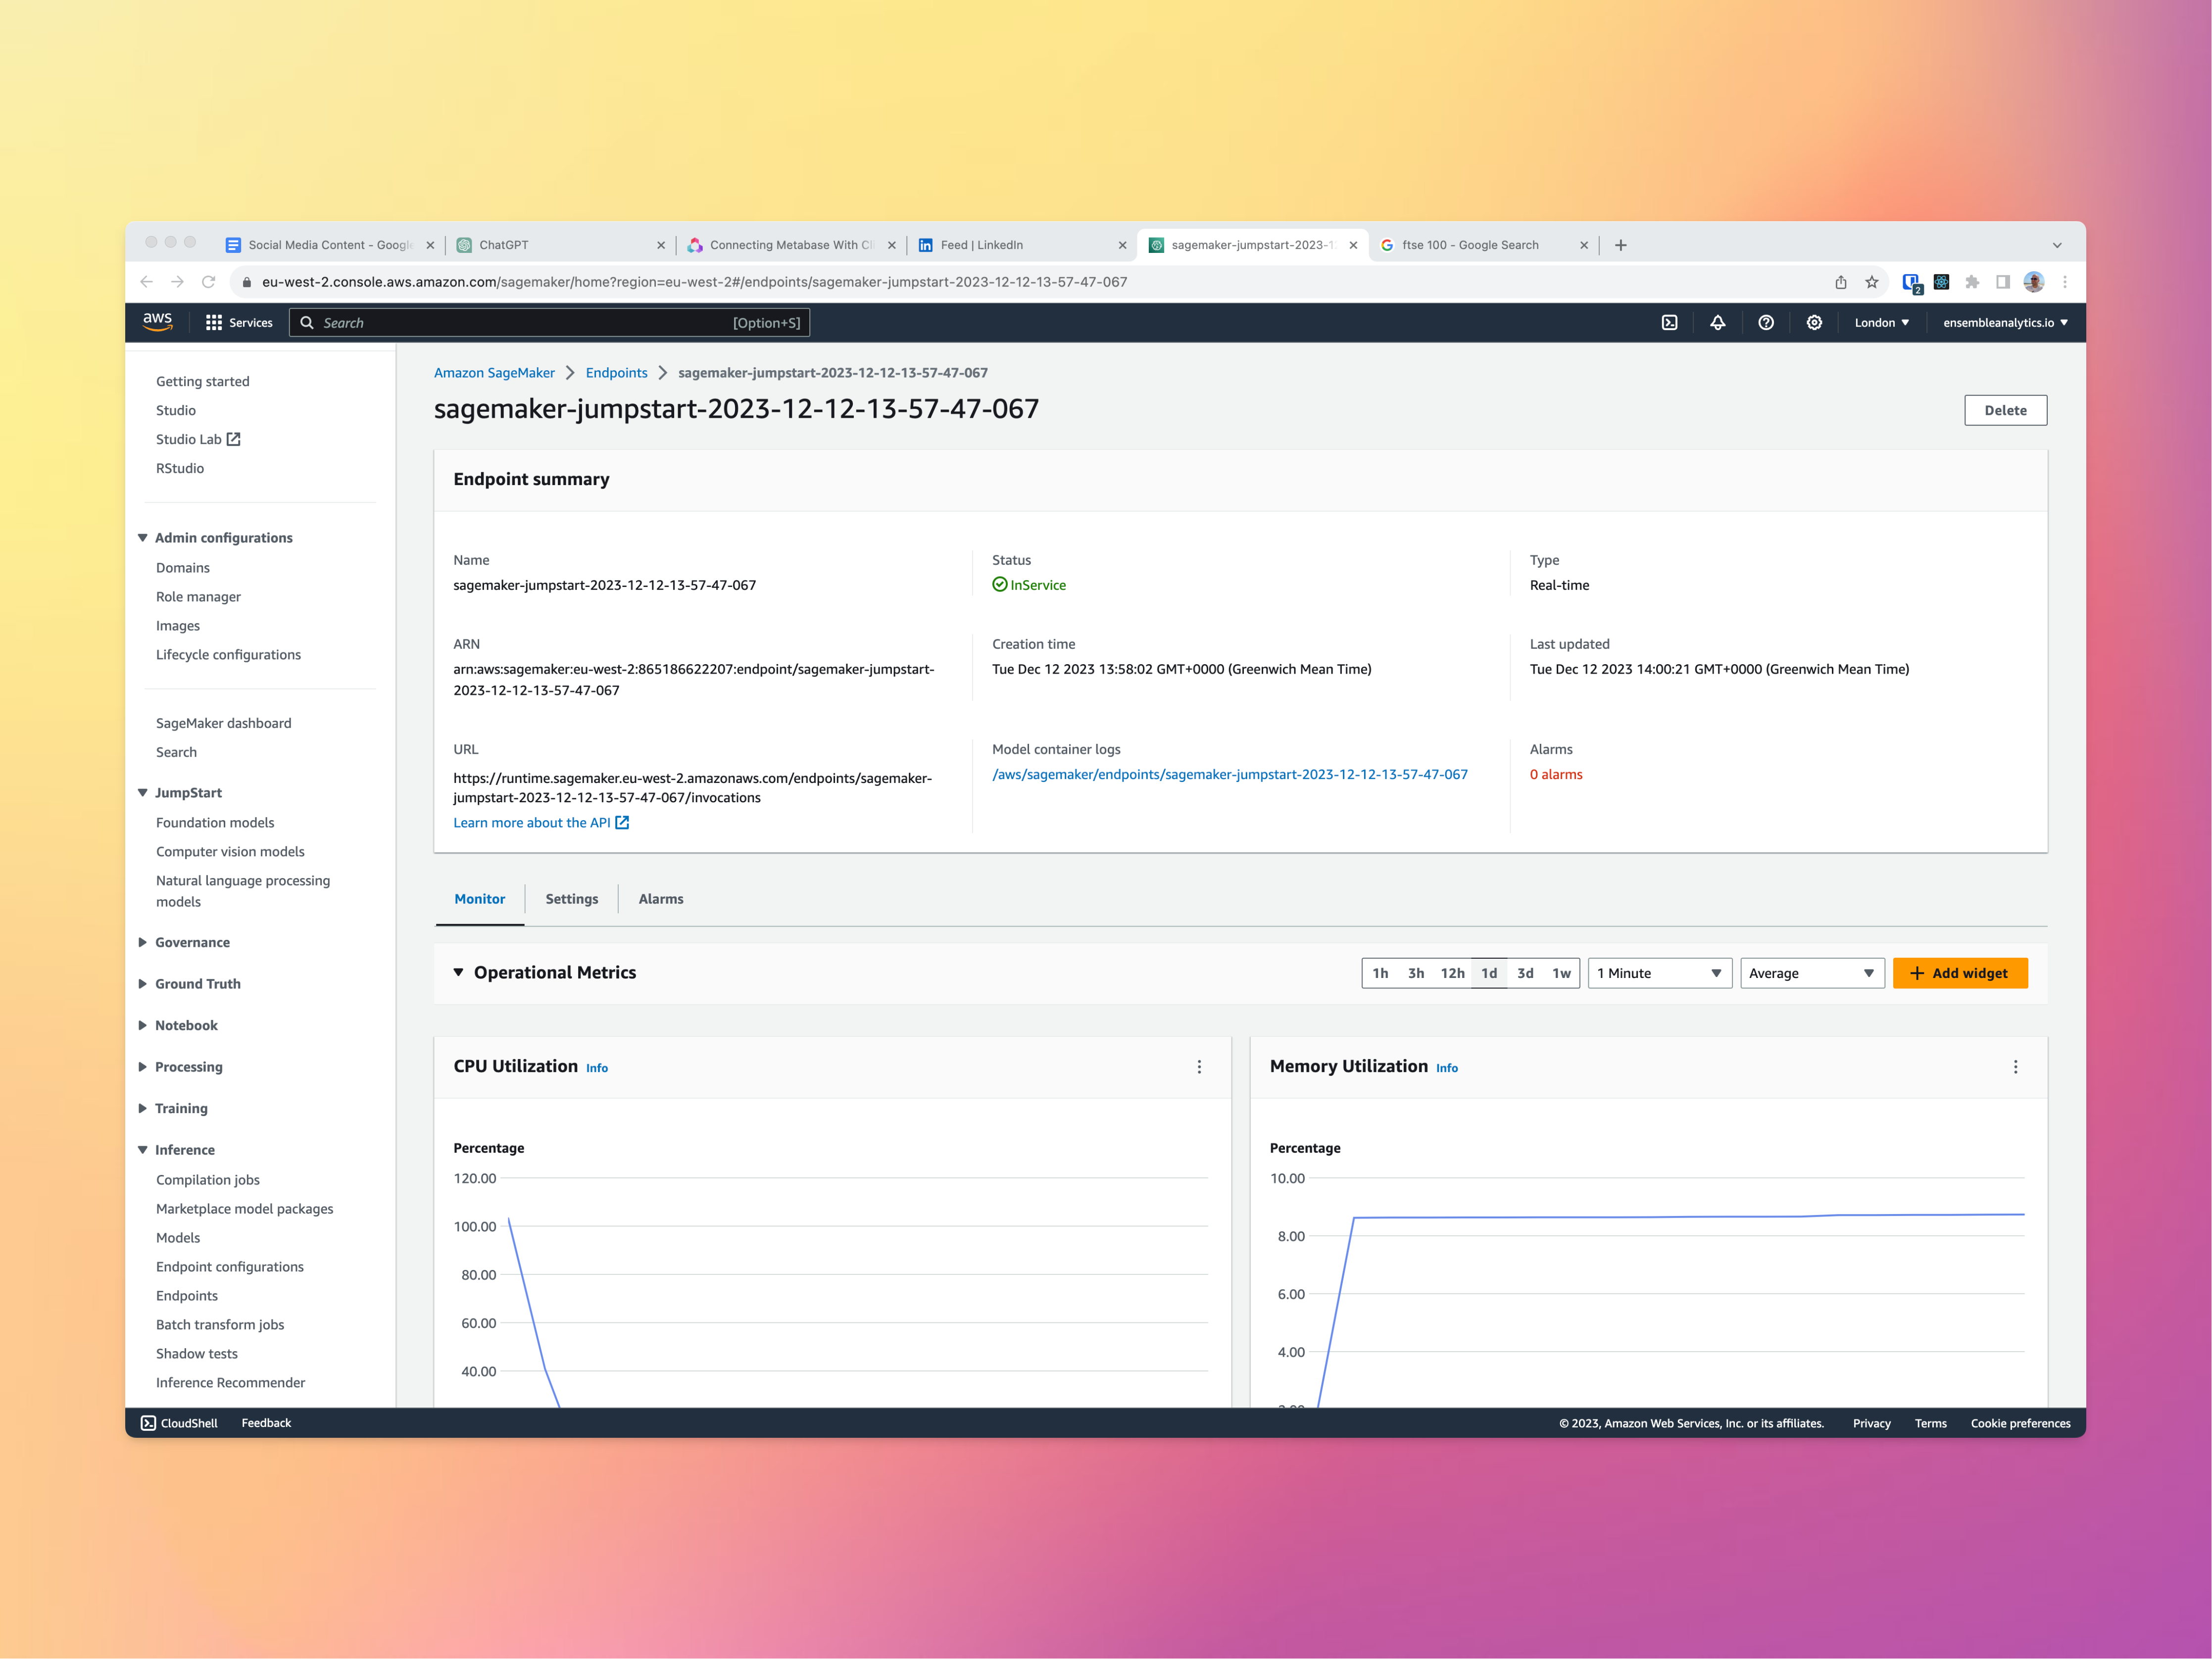 Social Media Content - Google
ChatGPT
Connecting Metabase With Cl
Feed | LinkedIn
sagemaker-jumpstart-2023-1
ftse 100 - Google Search
eu-west-2.console.aws.amazon.com/sagemaker/home?region=eu-west-2#/endpoints/sagemaker-jumpstart-2023-12-12-13-57-47-067
2
aws
Services
Search
[Option+S]
London
ensembleanalytics.io
Getting started
Studio
Studio Lab
RStudio
Admin configurations
Domains
Role manager
Images
Lifecycle configurations
SageMaker dashboard
Search
JumpStart
Foundation models
Computer vision models
Natural language processing
models
Governance
Ground Truth
Notebook
Processing
Training
Inference
Compilation jobs
Marketplace model packages
Models
Endpoint configurations
Endpoints
Batch transform jobs
Shadow tests
Inference Recommender
Amazon SageMaker
Endpoints
sagemaker-jumpstart-2023-12-12-13-57-47-067
sagemaker-jumpstart-2023-12-12-13-57-47-067
Delete
Endpoint summary
Name
sagemaker-jumpstart-2023-12-12-13-57-47-067
Status
InService
Type
Real-time
ARN
arn:aws:sagemaker:eu-west-2:865186622207:endpoint/sagemaker-jumpstart-
2023-12-12-13-57-47-067
Creation time
Tue Dec 12 2023 13:58:02 GMT+0000 (Greenwich Mean Time)
Last updated
Tue Dec 12 2023 14:00:21 GMT+0000 (Greenwich Mean Time)
URL
https://runtime.sagemaker.eu-west-2.amazonaws.com/endpoints/sagemaker-
jumpstart-2023-12-12-13-57-47-067/invocations
Learn more about the API
Model container logs
/aws/sagemaker/endpoints/sagemaker-jumpstart-2023-12-12-13-57-47-067
Alarms
0 alarms
Monitor
Settings
Alarms
Operational Metrics
1h
3h
12h
1d
3d
1w
1 Minute
Average
Add widget
CPU Utilization
Info
Percentage
120.00
100.00
80.00
60.00
40.00
Memory Utilization
Info
Percentage
10.00
8.00
6.00
4.00
CloudShell
Feedback
© 2023, Amazon Web Services, Inc. or its affiliates.
Privacy
Terms
Cookie preferences